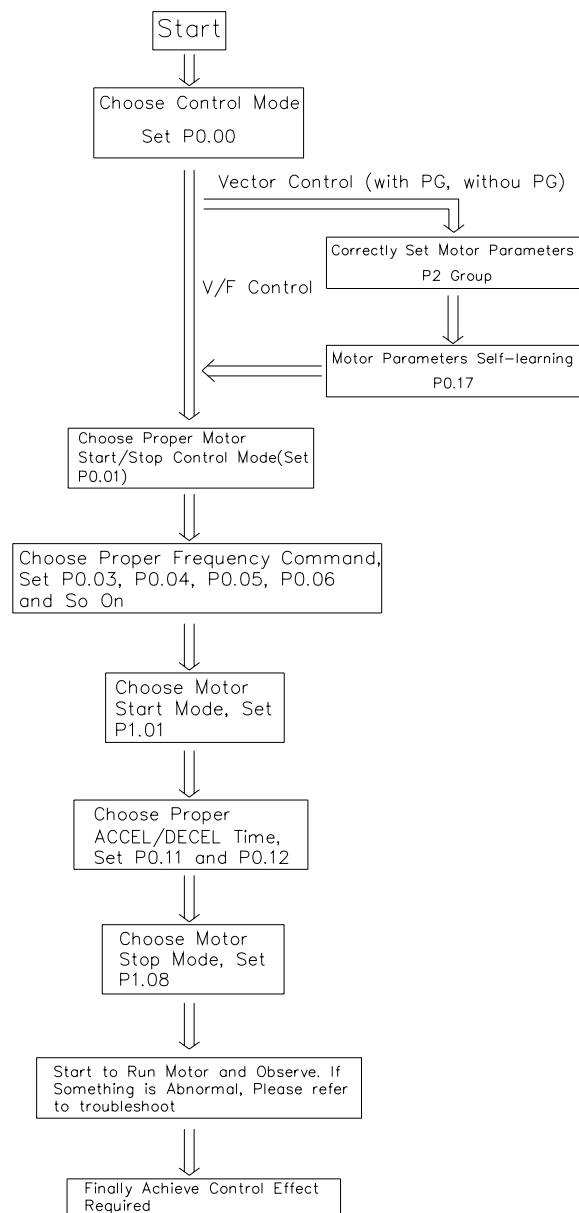 Start
Choose Control Mode
Set P0.00
Vector Control (with PG, withou PG)
Correctly Set Motor Parameters
P2 Group
V/F Control
Motor Parameters Self-learning
P0.17
Choose Proper Motor
Start/Stop Control Mode(Set
P0.01)
Choose Proper Frequency Command,
Set P0.03, P0.04, P0.05, P0.06
and So On
Choose Motor
Start Mode, Set
P1.01
Choose Proper
ACCEL/DECEL Time,
Set P0.11 and P0.12
Choose Motor
Stop Mode, Set
P1.08
Start to Run Motor and Observe. If
Something is Abnormal, Please refer
to troubleshoot
Finally Achieve Control Effect
Required